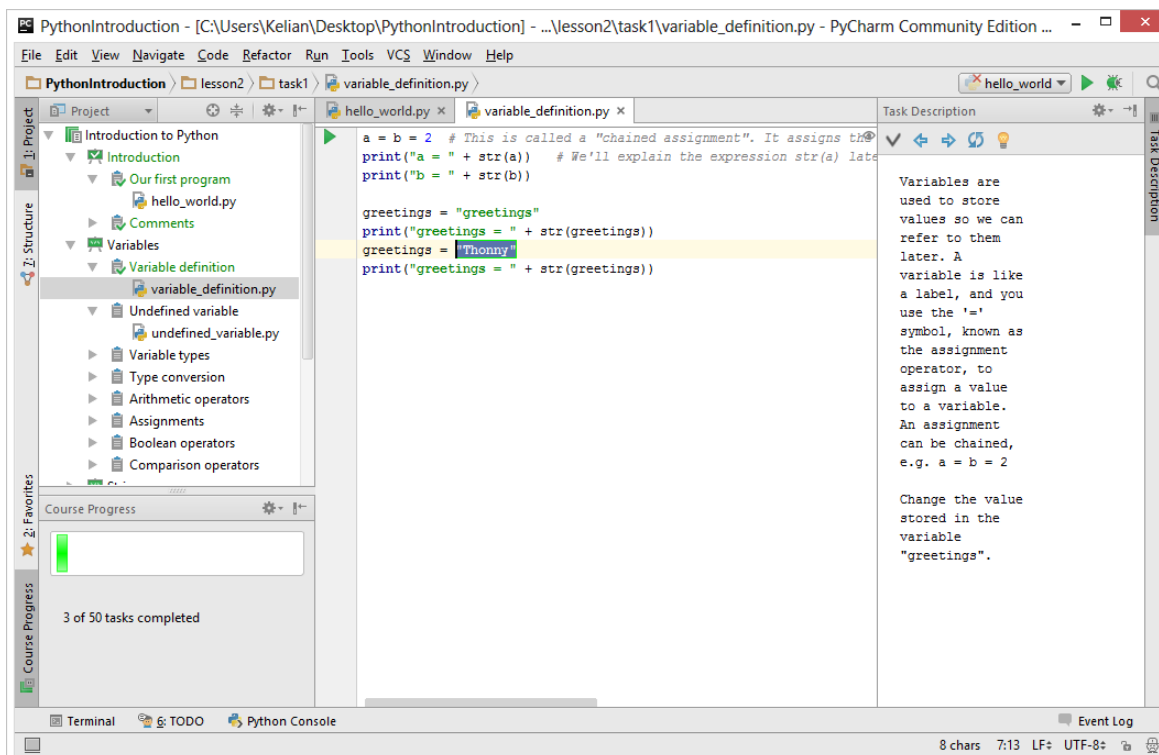 PythonIntroduction - [C:\Users\Kelian\Desktop\PythonIntroduction] - ...\lesson2\task1\variable_definition.py - PyCharm Community Edition ...
File Edit View Navigate Code Refactor Run Tools VCS Window Help
PythonIntroduction lesson2 task1 variable_definition.py hello_world
1: Project
7: Structure
2: Favorites
Course Progress
Project
Introduction to Python
Introduction
Our first program
hello_world.py
Comments
Variables
Variable definition
variable_definition.py
Undefined variable
undefined_variable.py
Variable types
Type conversion
Arithmetic operators
Assignments
Boolean operators
Comparison operators
Course Progress
3 of 50 tasks completed
hello_world.py variable_definition.py
a = b = 2 # This is called a "chained assignment". It assigns th
print("a = " + str(a)) # We'll explain the expression str(a) late
print("b = " + str(b))
greetings = "greetings"
print("greetings = " + str(greetings))
greetings = "Thonny"
print("greetings = " + str(greetings))
Task Description
Variables are
used to store
values so we can
refer to them
later. A
variable is like
a label, and you
use the '='
symbol, known as
the assignment
operator, to
assign a value
to a variable.
An assignment
can be chained,
e.g. a = b = 2
Change the value
stored in the
variable
"greetings".
Task Description
Terminal 6: TODO Python Console Event Log
8 chars 7:13 LF UTF-8